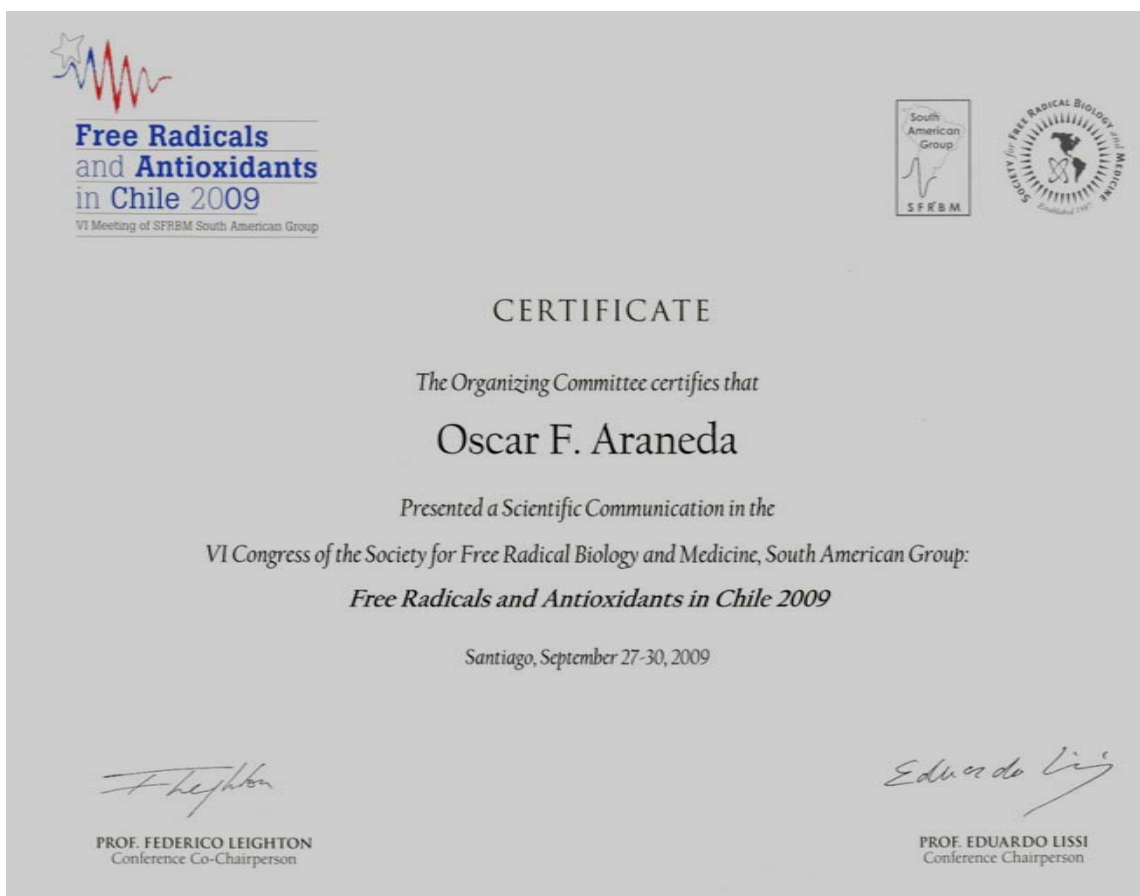 Free Radicals
and Antioxidants
in Chile 2009
VI Meeting of SFRBM South American Group
South
American
Group
SFRBM
SOCIETY for FREE RADICAL BIOLOGY and MEDICINE
Established 1987
CERTIFICATE
The Organizing Committee certifies that
Oscar F. Araneda
Presented a Scientific Communication in the
VI Congress of the Society for Free Radical Biology and Medicine, South American Group:
Free Radicals and Antioxidants in Chile 2009
Santiago, September 27-30, 2009
F Leighton
Eduardo Lissi
PROF. FEDERICO LEIGHTON
Conference Co-Chairperson
PROF. EDUARDO LISSI
Conference Chairperson